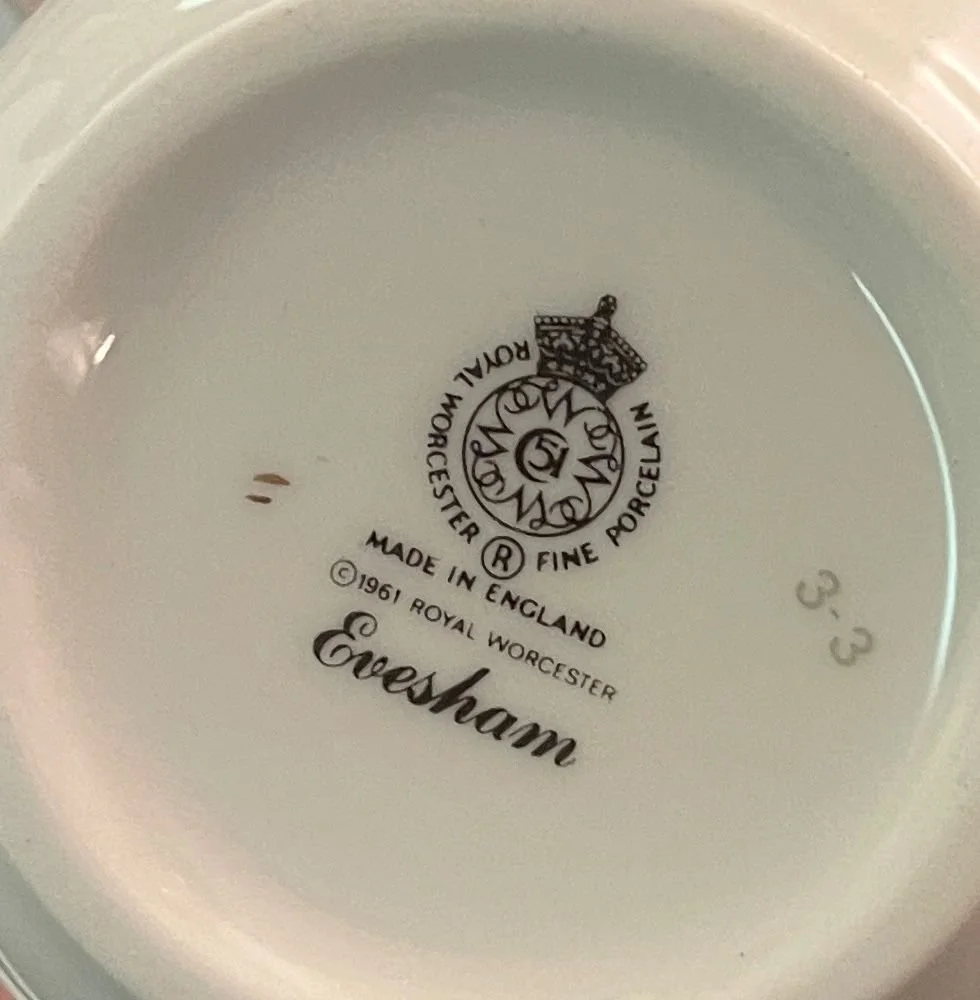 ROYAL WORCESTER ® FINE PORCELAIN
51
MADE IN ENGLAND
©1961 ROYAL WORCESTER
Evesham
3-3